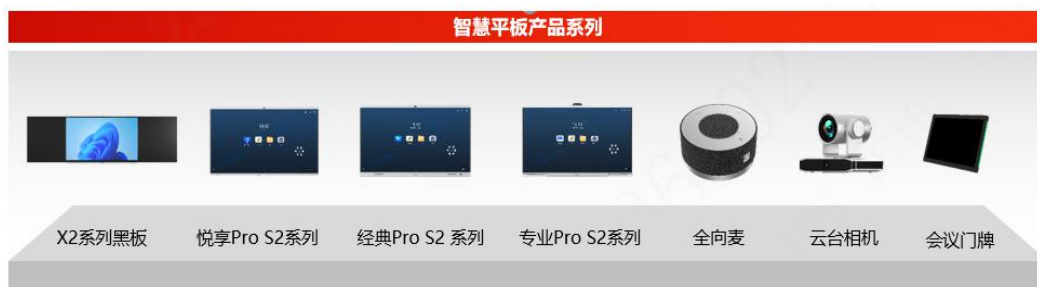 智慧平板产品系列
X2系列黑板
悦享Pro S2系列
经典Pro S2 系列
专业Pro S2系列
全向麦
云台相机
会议门牌